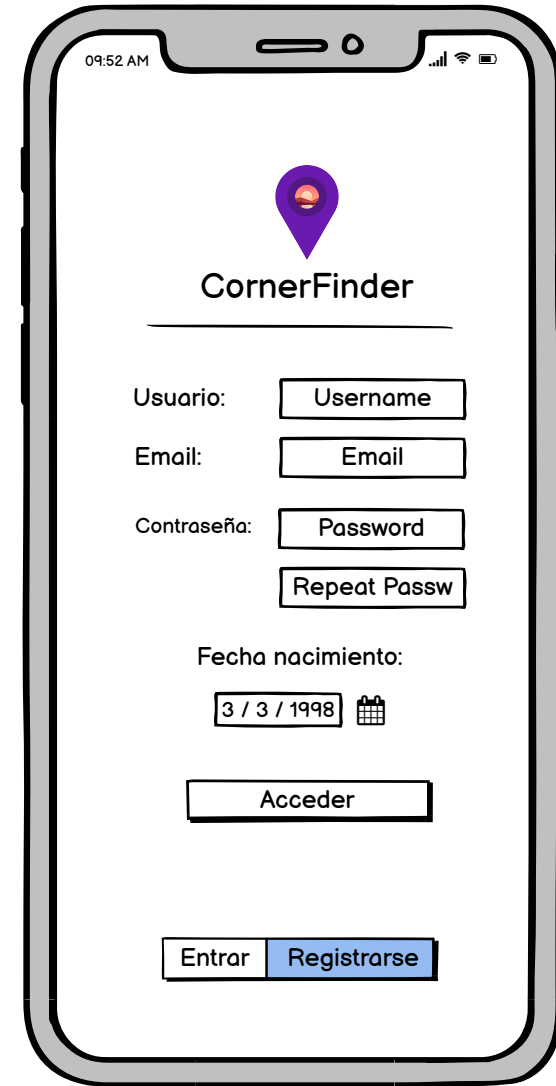 09:52 AM
CornerFinder
Usuario: Username
Email: Email
Contraseña: Password
Repeat Passw
Fecha nacimiento:
3 / 3 / 1998
Acceder
Entrar Registrarse